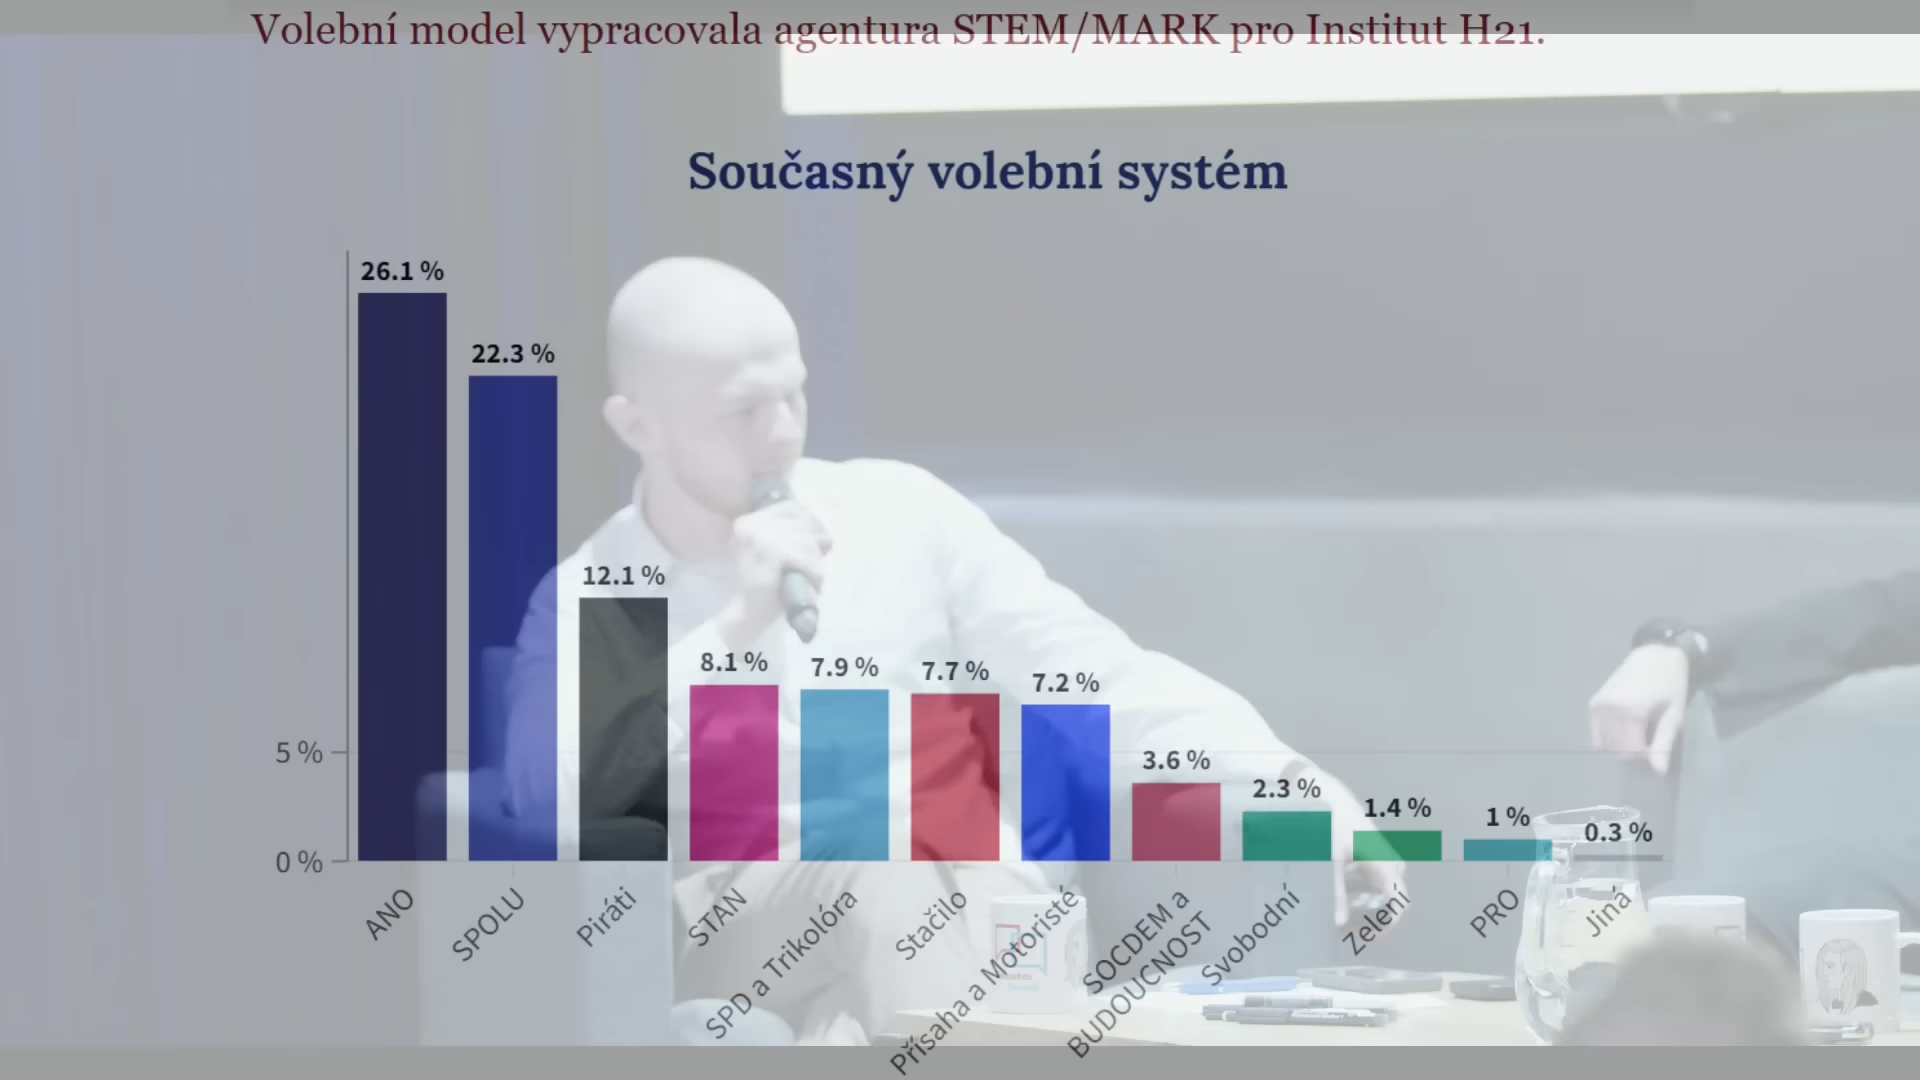 Volební model vypracovala agentura STEM/MARK pro Institut H21.
Současný volební systém
26.1 %
22.3 %
12.1 %
8.1 %
7.9 %
7.7 %
7.2 %
3.6 %
2.3 %
1.4 %
1 %
0.3 %
5 %
0 %
ANO
SPOLU
Piráti
STAN
SPD a Trikolóra
Stačilo
Přísaha a Motoristé
SOCDEM a
BUDOUCNOST
Svobodní
Zelení
PRO
Jiná